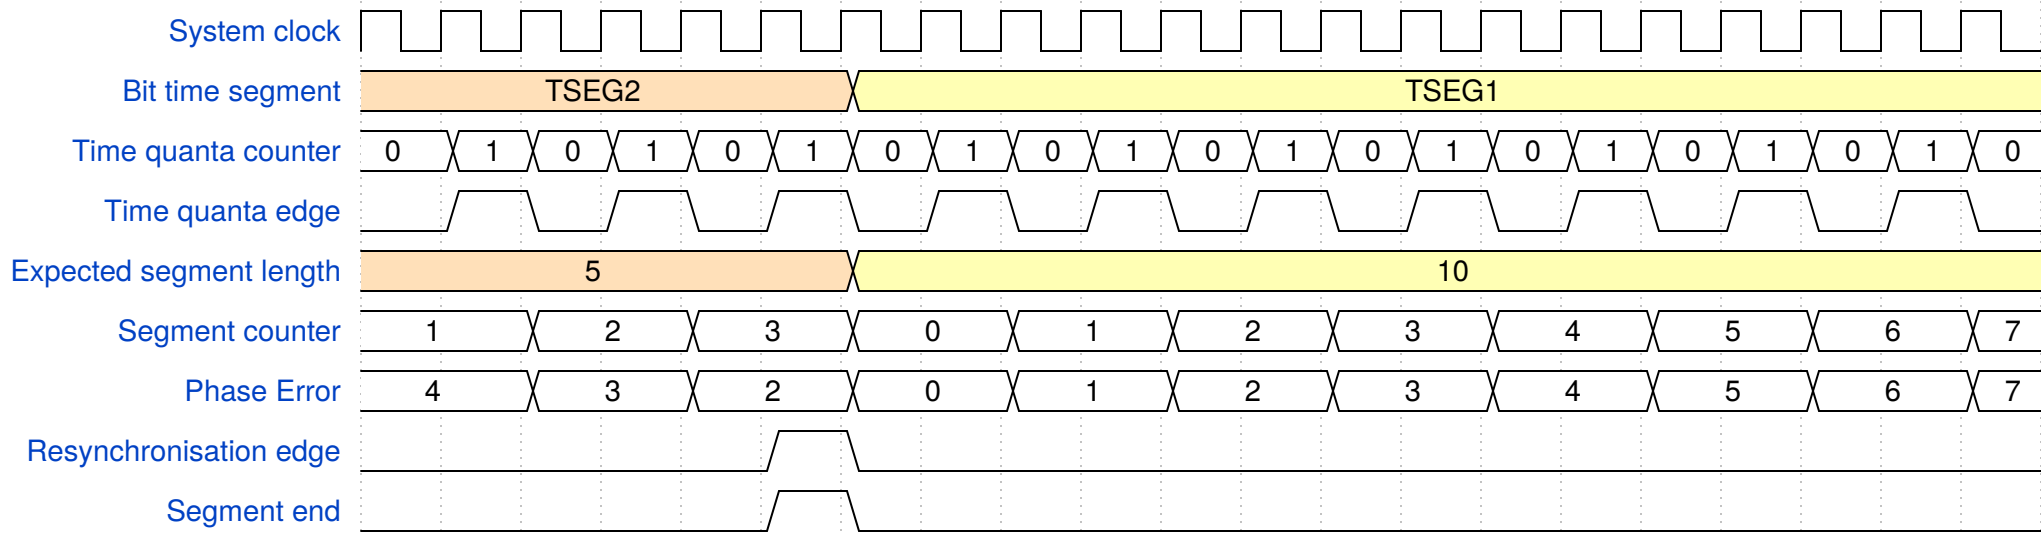 System clock
Bit time segment TSEG2 TSEG1
Time quanta counter 0 1 0 1 0 1 0 1 0 1 0 1 0 1 0 1 0 1 0 1 0
Time quanta edge
Expected segment length 5 10
Segment counter 1 2 3 0 1 2 3 4 5 6 7
Phase Error 4 3 2 0 1 2 3 4 5 6 7
Resynchronisation edge
Segment end